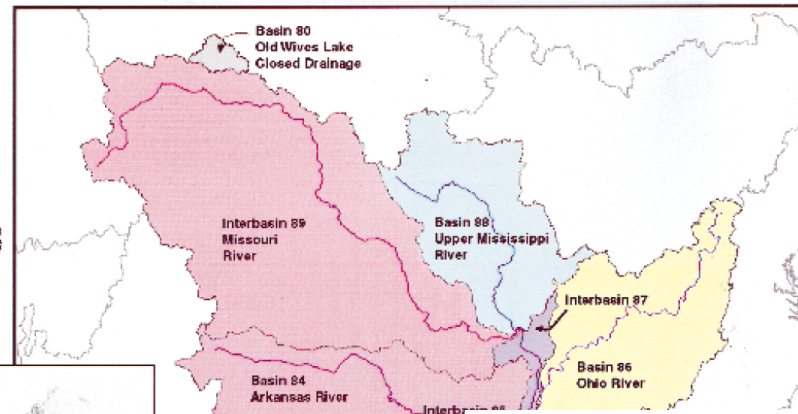 Basin 80
Old Wives Lake
Closed Drainage
Interbasin 89
Missouri
River
Basin 88
Upper Mississippi
River
Interbasin 87
Basin 86
Ohio River
Basin 84
Arkansas River
Interbasin